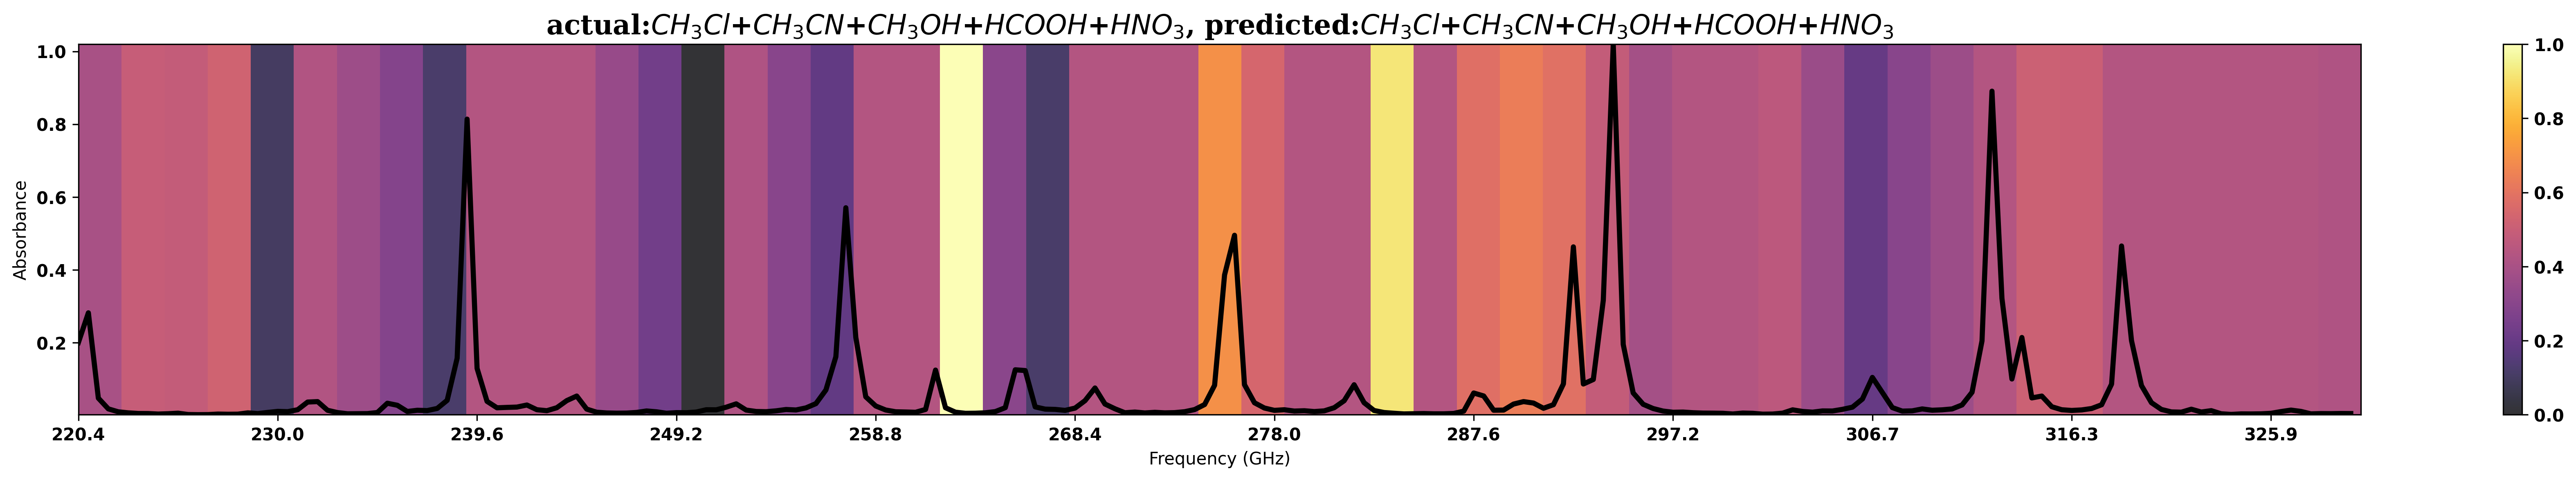 actual:CH₃Cl+CH₃CN+CH₃OH+HCOOH+HNO₃, predicted:CH₃Cl+CH₃CN+CH₃OH+HCOOH+HNO₃
1.0
0.8
0.6
0.4
0.2
Absorbance
220.4 230.0 239.6 249.2 258.8 268.4 278.0 287.6 297.2 306.7 316.3 325.9
Frequency (GHz)
1.0
0.8
0.6
0.4
0.2
0.0